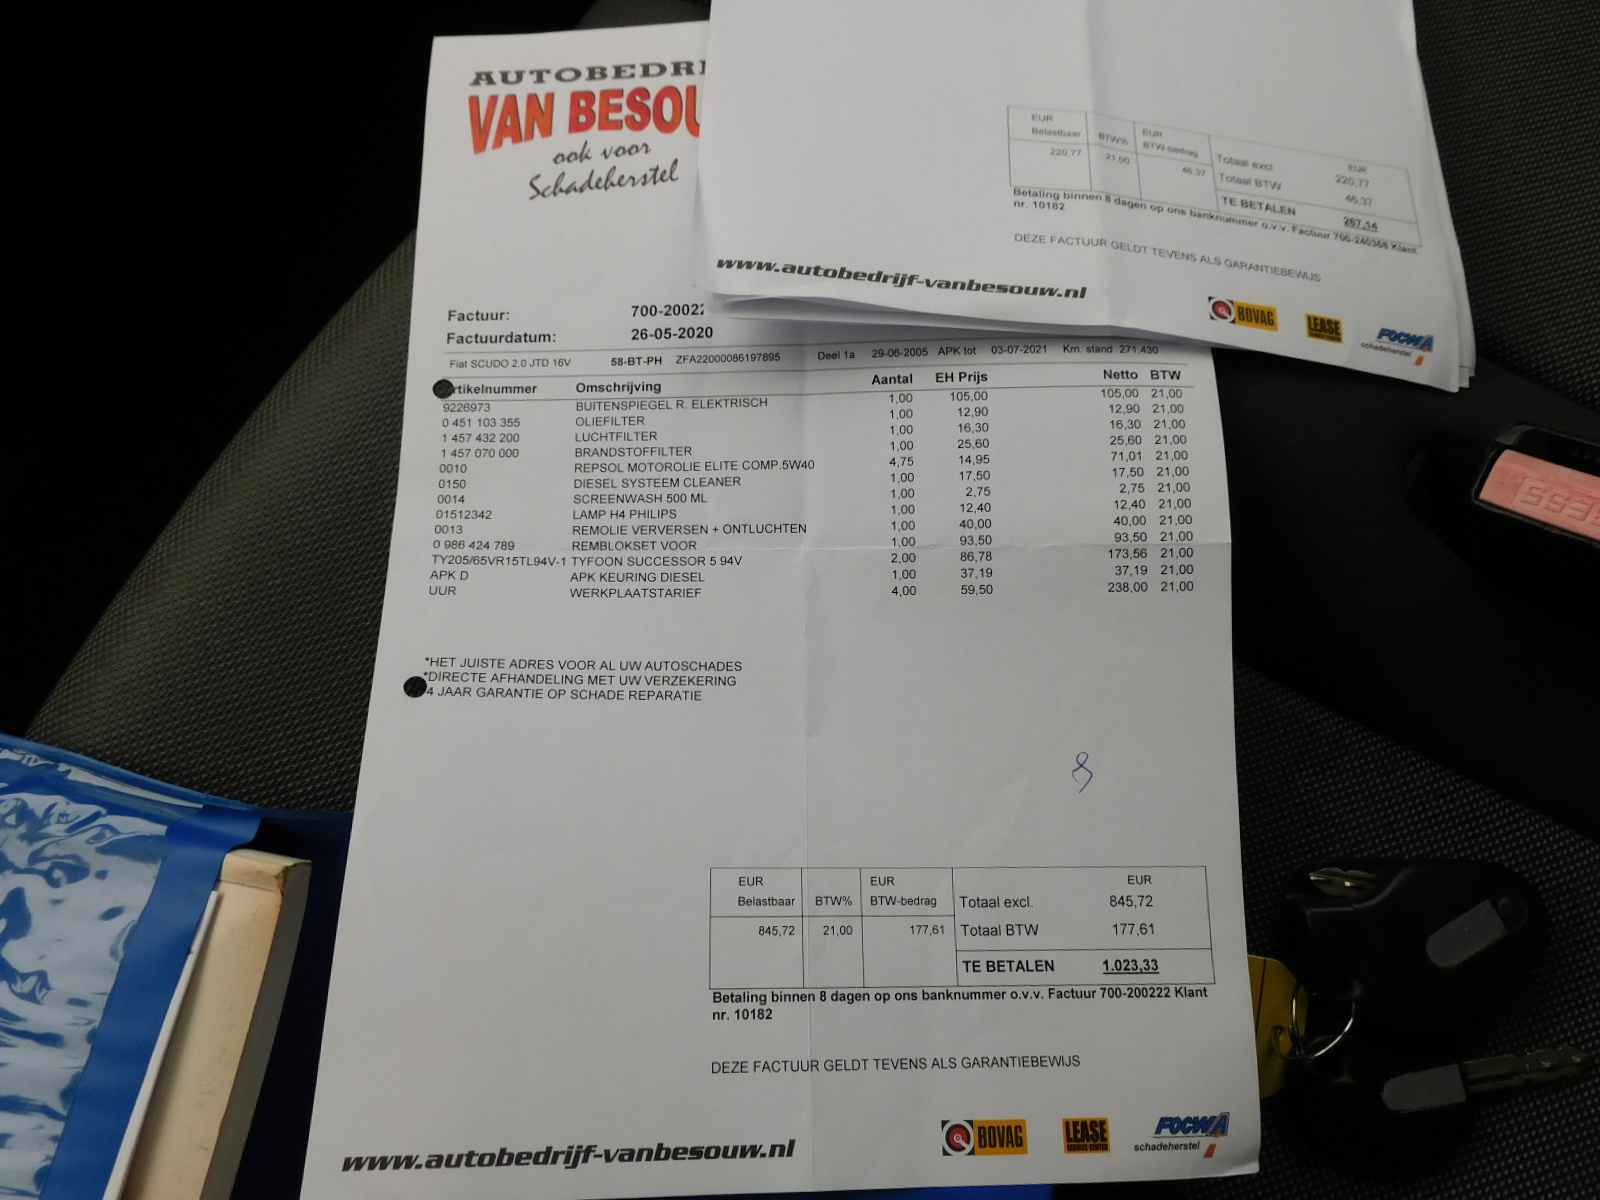 AUTOBEDRI
VAN BESOU
ook voor
Schadeherstel
Factuur: 700-20022
Factuurdatum: 26-05-2020
Fiat SCUDO 2.0 JTD 16V 58-BT-PH ZFA22000086197895 Deel 1a 29-06-2005 APK tot 03-07-2021 Km. stand 271,430
rtikelnummer Omschrijving Aantal EH Prijs Netto BTW
9226973 BUITENSPIEGEL R. ELEKTRISCH 1,00 105,00 105,00 21,00
0 451 103 355 OLIEFILTER 1,00 12,90 12,90 21,00
1 457 432 200 LUCHTFILTER 1,00 16,30 16,30 21,00
1 457 070 000 BRANDSTOFFILTER 1,00 25,60 25,60 21,00
0010 REPSOL MOTOROLIE ELITE COMP.5W40 4,75 14,95 71,01 21,00
0150 DIESEL SYSTEEM CLEANER 1,00 17,50 17,50 21,00
0014 SCREENWASH 500 ML 1,00 2,75 2,75 21,00
01512342 LAMP H4 PHILIPS 1,00 12,40 12,40 21,00
0013 REMOLIE VERVERSEN + ONTLUCHTEN 1,00 40,00 40,00 21,00
0 986 424 789 REMBLOKSET VOOR 1,00 93,50 93,50 21,00
TY205/65VR15TL94V-1 TYFOON SUCCESSOR 5 94V 2,00 86,78 173,56 21,00
APK D APK KEURING DIESEL 1,00 37,19 37,19 21,00
UUR WERKPLAATSTARIEF 4,00 59,50 238,00 21,00
*HET JUISTE ADRES VOOR AL UW AUTOSCHADES
*DIRECTE AFHANDELING MET UW VERZEKERING
4 JAAR GARANTIE OP SCHADE REPARATIE
EUR EUR EUR
Belastbaar BTW% BTW-bedrag Totaal excl. 845,72
845,72 21,00 177,61 Totaal BTW 177,61
TE BETALEN 1.023,33
Betaling binnen 8 dagen op ons banknummer o.v.v. Factuur 700-200222 Klant
nr. 10182
DEZE FACTUUR GELDT TEVENS ALS GARANTIEBEWIJS
www.autobedrijf-vanbesouw.nl
BOVAG
LEASE
FOCWA
schadeherstel
EUR EUR EUR
Belastbaar BTW% BTW-bedrag Totaal excl. 220,77
220,77 21,00 46,37 Totaal BTW 46,37
TE BETALEN 267,14
Betaling binnen 8 dagen op ons banknummer o.v.v. Factuur 700-240368 Klant
nr. 10182
DEZE FACTUUR GELDT TEVENS ALS GARANTIEBEWIJS
www.autobedrijf-vanbesouw.nl
BOVAG
LEASE
FOCWA
schadeherstel